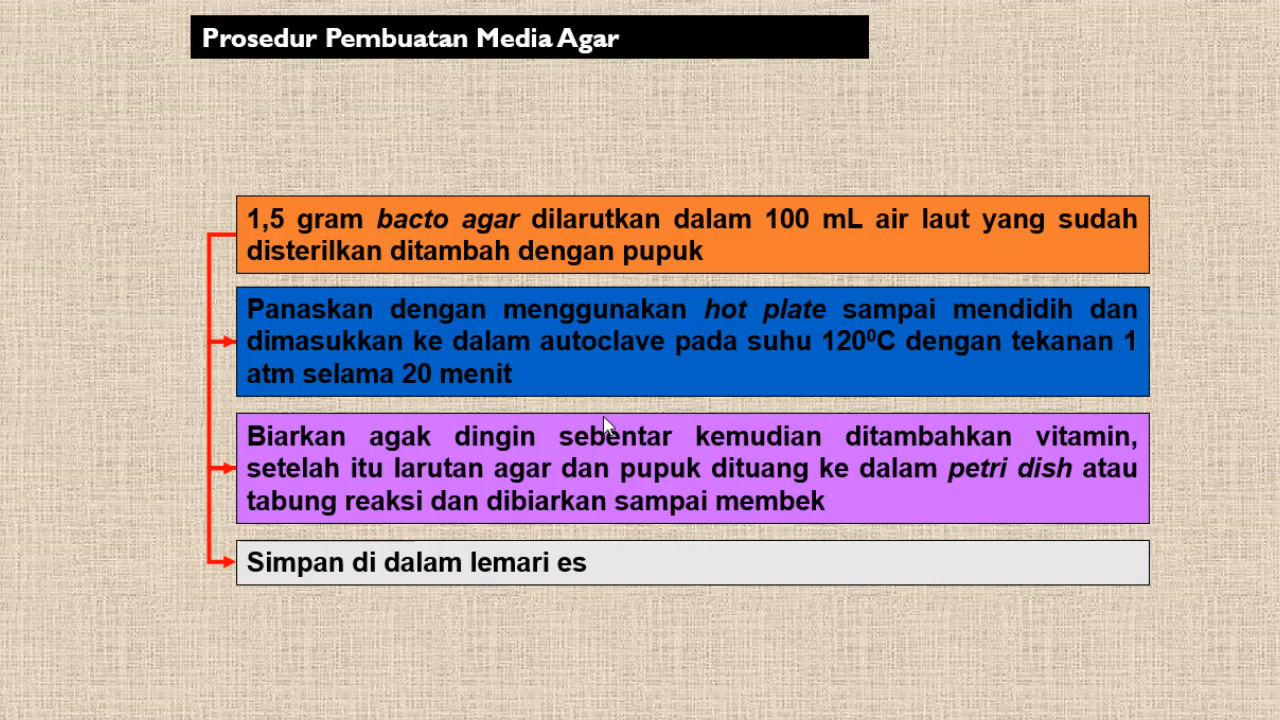 Prosedur Pembuatan Media Agar
1,5 gram bacto agar dilarutkan dalam 100 mL air laut yang sudah
disterilkan ditambah dengan pupuk
Panaskan dengan menggunakan hot plate sampai mendidih dan
dimasukkan ke dalam autoclave pada suhu 120⁰C dengan tekanan 1
atm selama 20 menit
Biarkan agak dingin sebentar kemudian ditambahkan vitamin,
setelah itu larutan agar dan pupuk dituang ke dalam petri dish atau
tabung reaksi dan dibiarkan sampai membek
Simpan di dalam lemari es